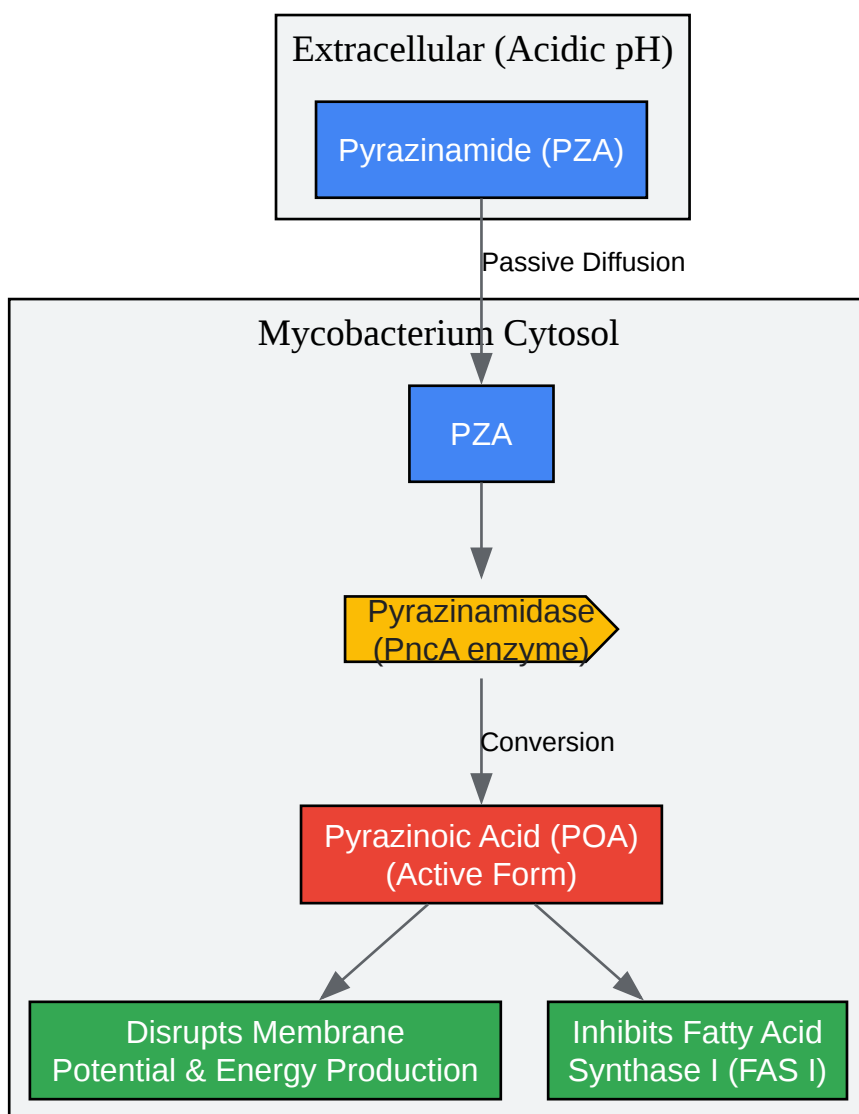 Extracellular (Acidic pH)
Pyrazinamide (PZA)
Passive Diffusion
Mycobacterium Cytosol
PZA
Pyrazinamidase
(PncA enzyme)
Conversion
Pyrazinoic Acid (POA)
(Active Form)
Disrupts Membrane
Potential & Energy Production
Inhibits Fatty Acid
Synthase I (FAS I)